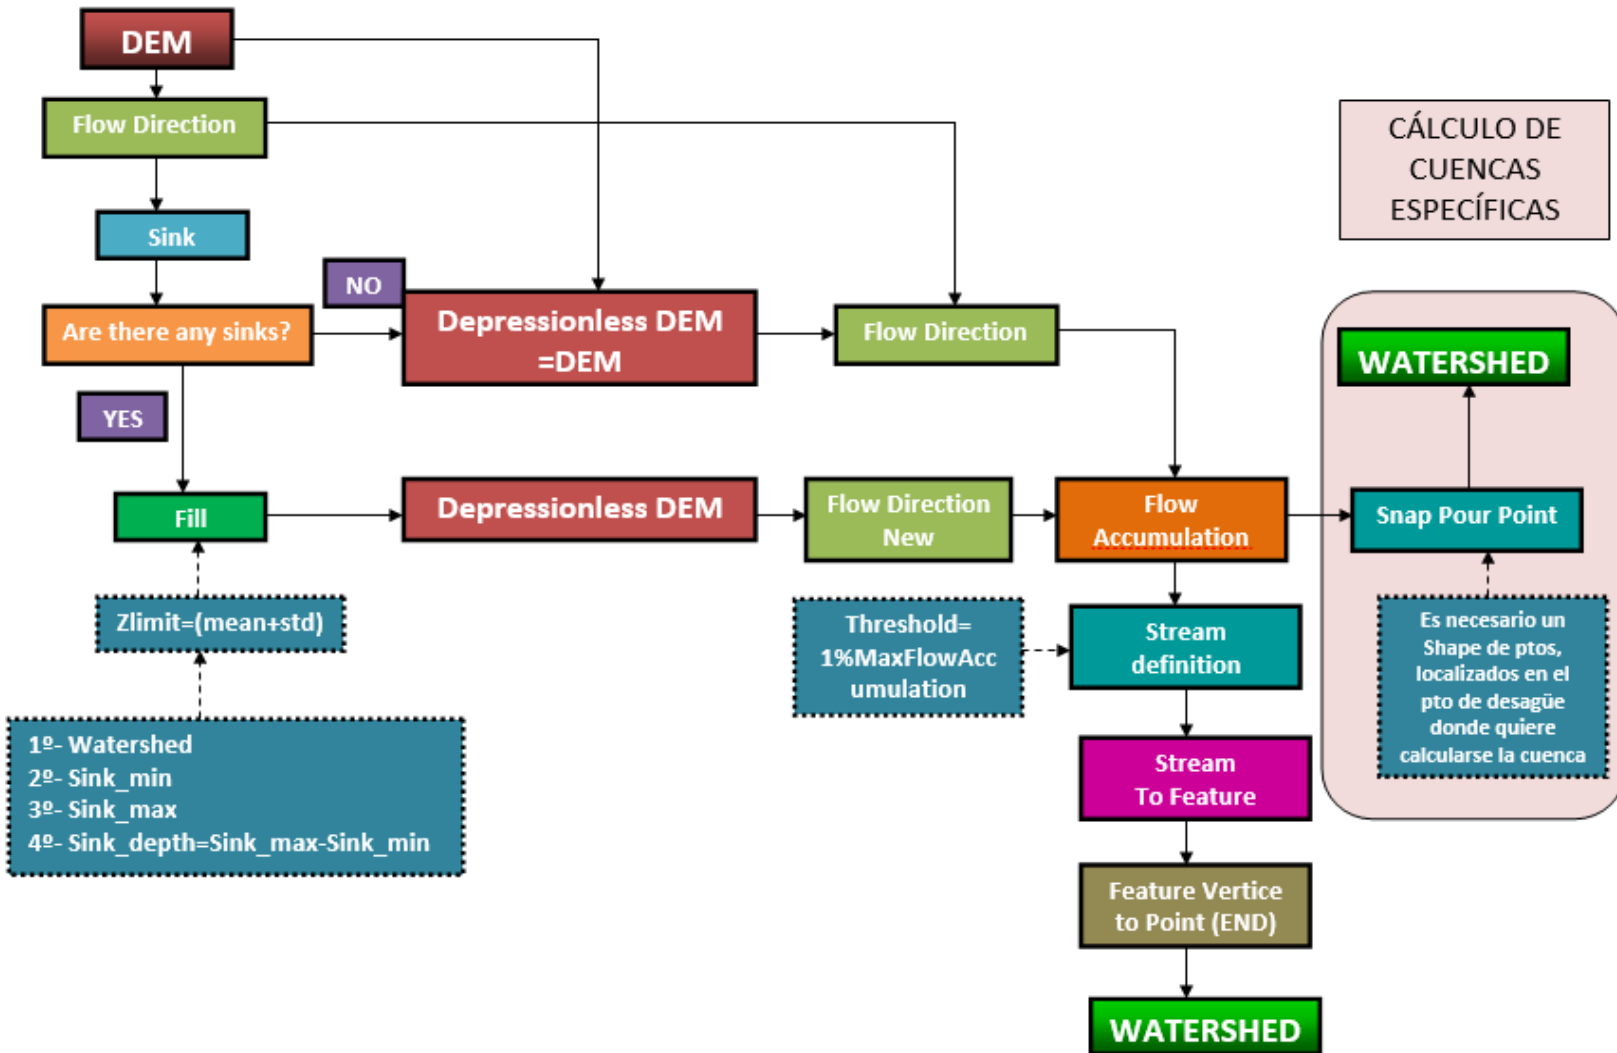 DEM
Flow Direction
CÁLCULO DE
CUENCAS
ESPECÍFICAS
Sink
NO
Are there any sinks?
Depressionless DEM
=DEM
Flow Direction
WATERSHED
YES
Fill
Depressionless DEM
Flow Direction
New
Flow
Accumulation
Snap Pour Point
Zlimit=(mean+std)
Threshold=
1%MaxFlowAcc
umulation
Stream
definition
Es necesario un
Shape de ptos,
localizados en el
pto de desagüe
donde quiere
calcularse la cuenca
1º- Watershed
2º- Sink_min
3º- Sink_max
4º- Sink_depth=Sink_max-Sink_min
Stream
To Feature
Feature Vertice
to Point (END)
WATERSHED